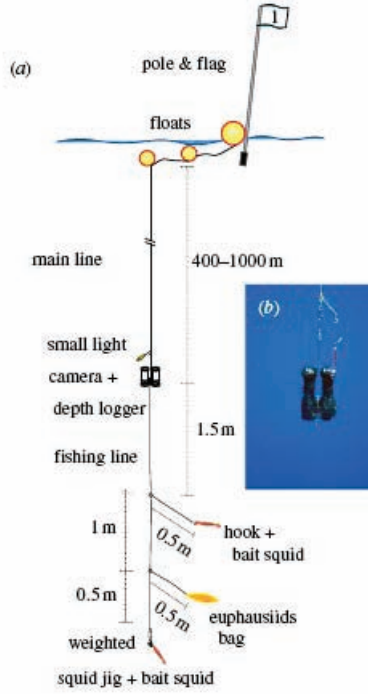 1
(a)
pole & flag
floats
main line
400–1000 m
(b)
small light
camera +
depth logger
1.5 m
fishing line
1 m
0.5 m
hook +
bait squid
0.5 m
0.5 m
euphausiids
bag
weighted
squid jig + bait squid